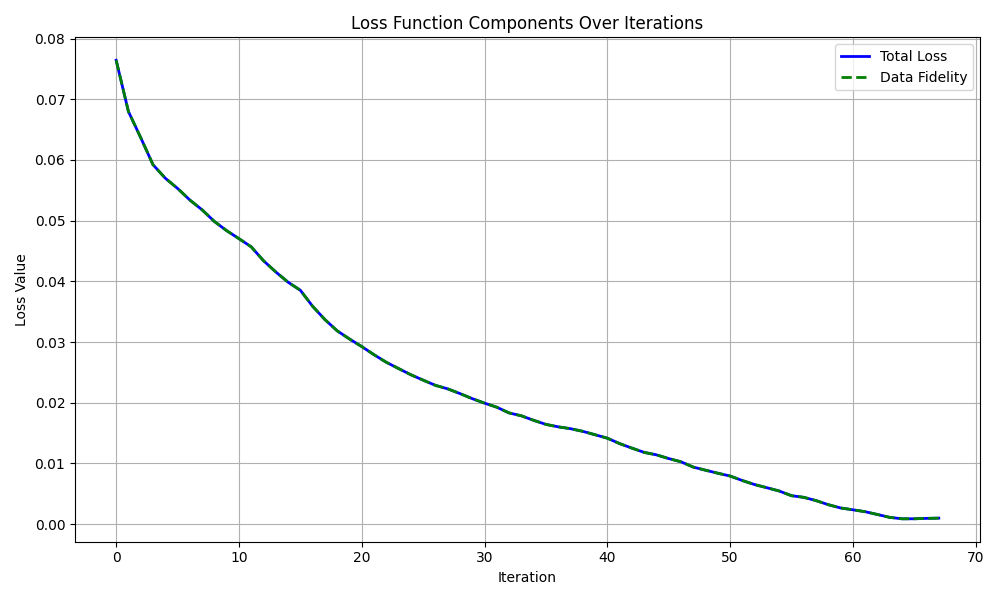 Loss Function Components Over Iterations
Total Loss
Data Fidelity
Loss Value
0.08
0.07
0.06
0.05
0.04
0.03
0.02
0.01
0.00
0 10 20 30 40 50 60 70
Iteration